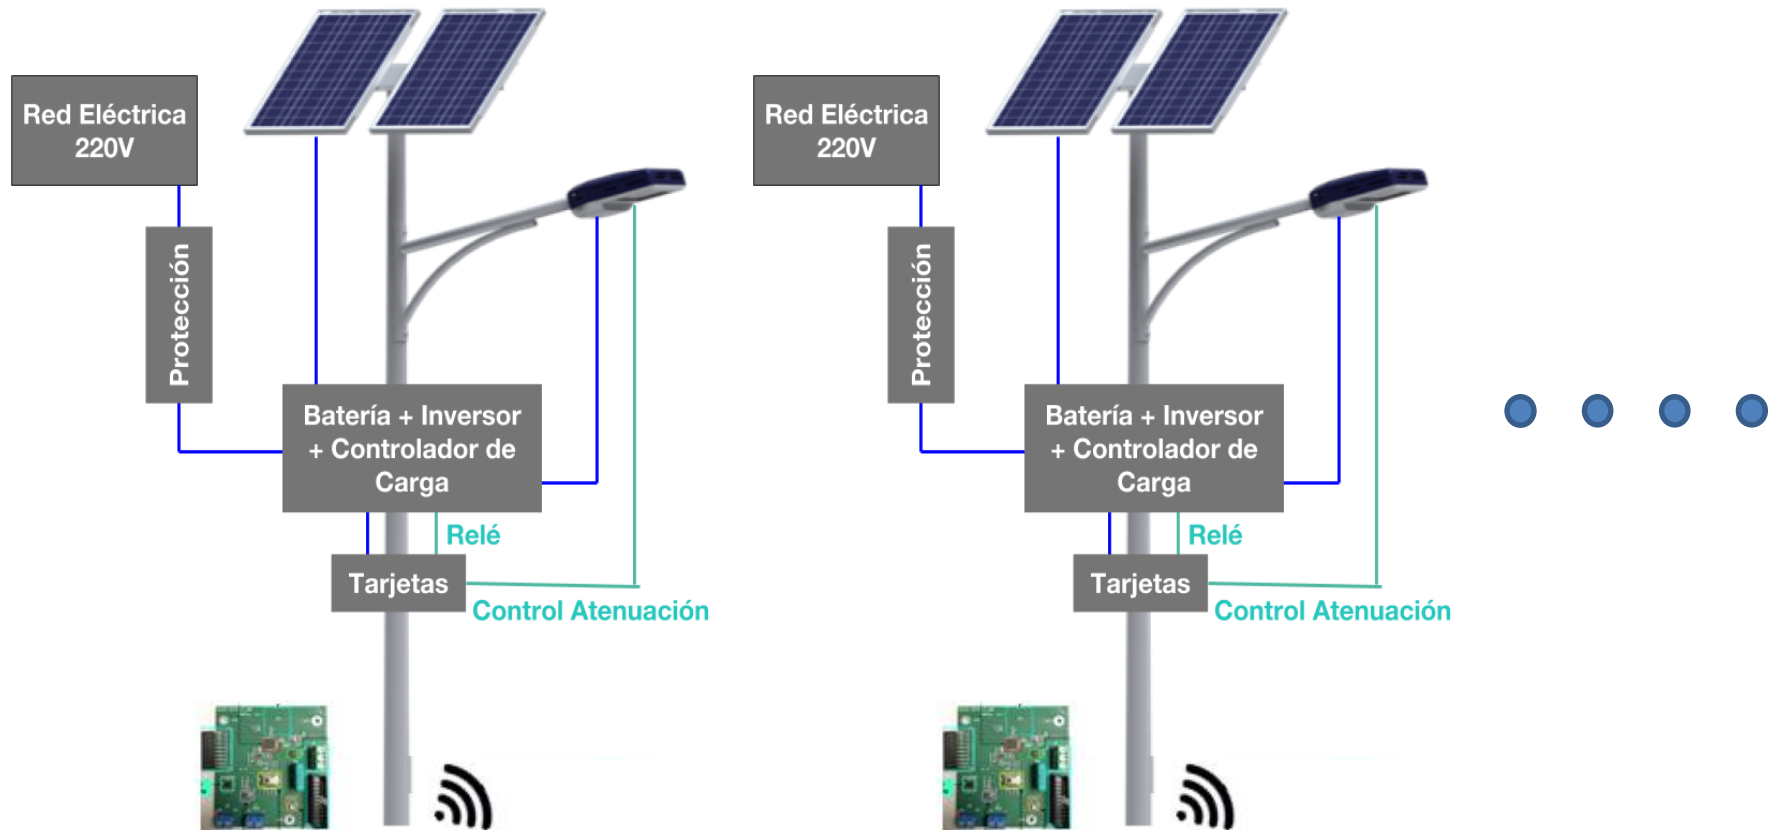 Red Eléctrica
220V
Protección
Batería + Inversor
+ Controlador de
Carga
Relé
Tarjetas
Control Atenuación
Red Eléctrica
220V
Protección
Batería + Inversor
+ Controlador de
Carga
Relé
Tarjetas
Control Atenuación